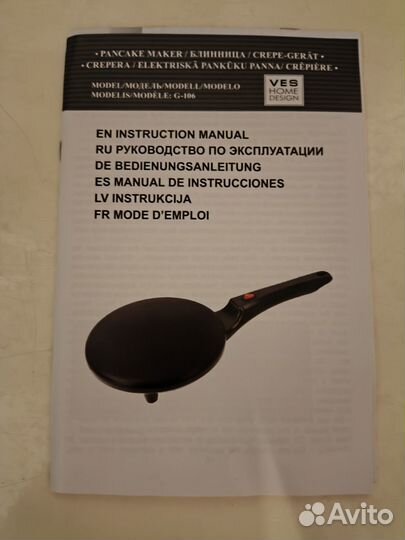 • PANCAKE MAKER / БЛИННИЦА / CREPE-GERÄT •
• CREPERA / ELEKTRISKĀ PANKŪKU PANNA/ CRÊPIÈRE •
MODEL/МОДЕЛЬ/MODELL/MODELO
MODELIS/MODÈLE: G-106
VES
HOME
DESIGN
EN INSTRUCTION MANUAL
RU РУКОВОДСТВО ПО ЭКСПЛУАТАЦИИ
DE BEDIENUNGSANLEITUNG
ES MANUAL DE INSTRUCCIONES
LV INSTRUKCIJA
FR MODE D'EMPLOI
Avito